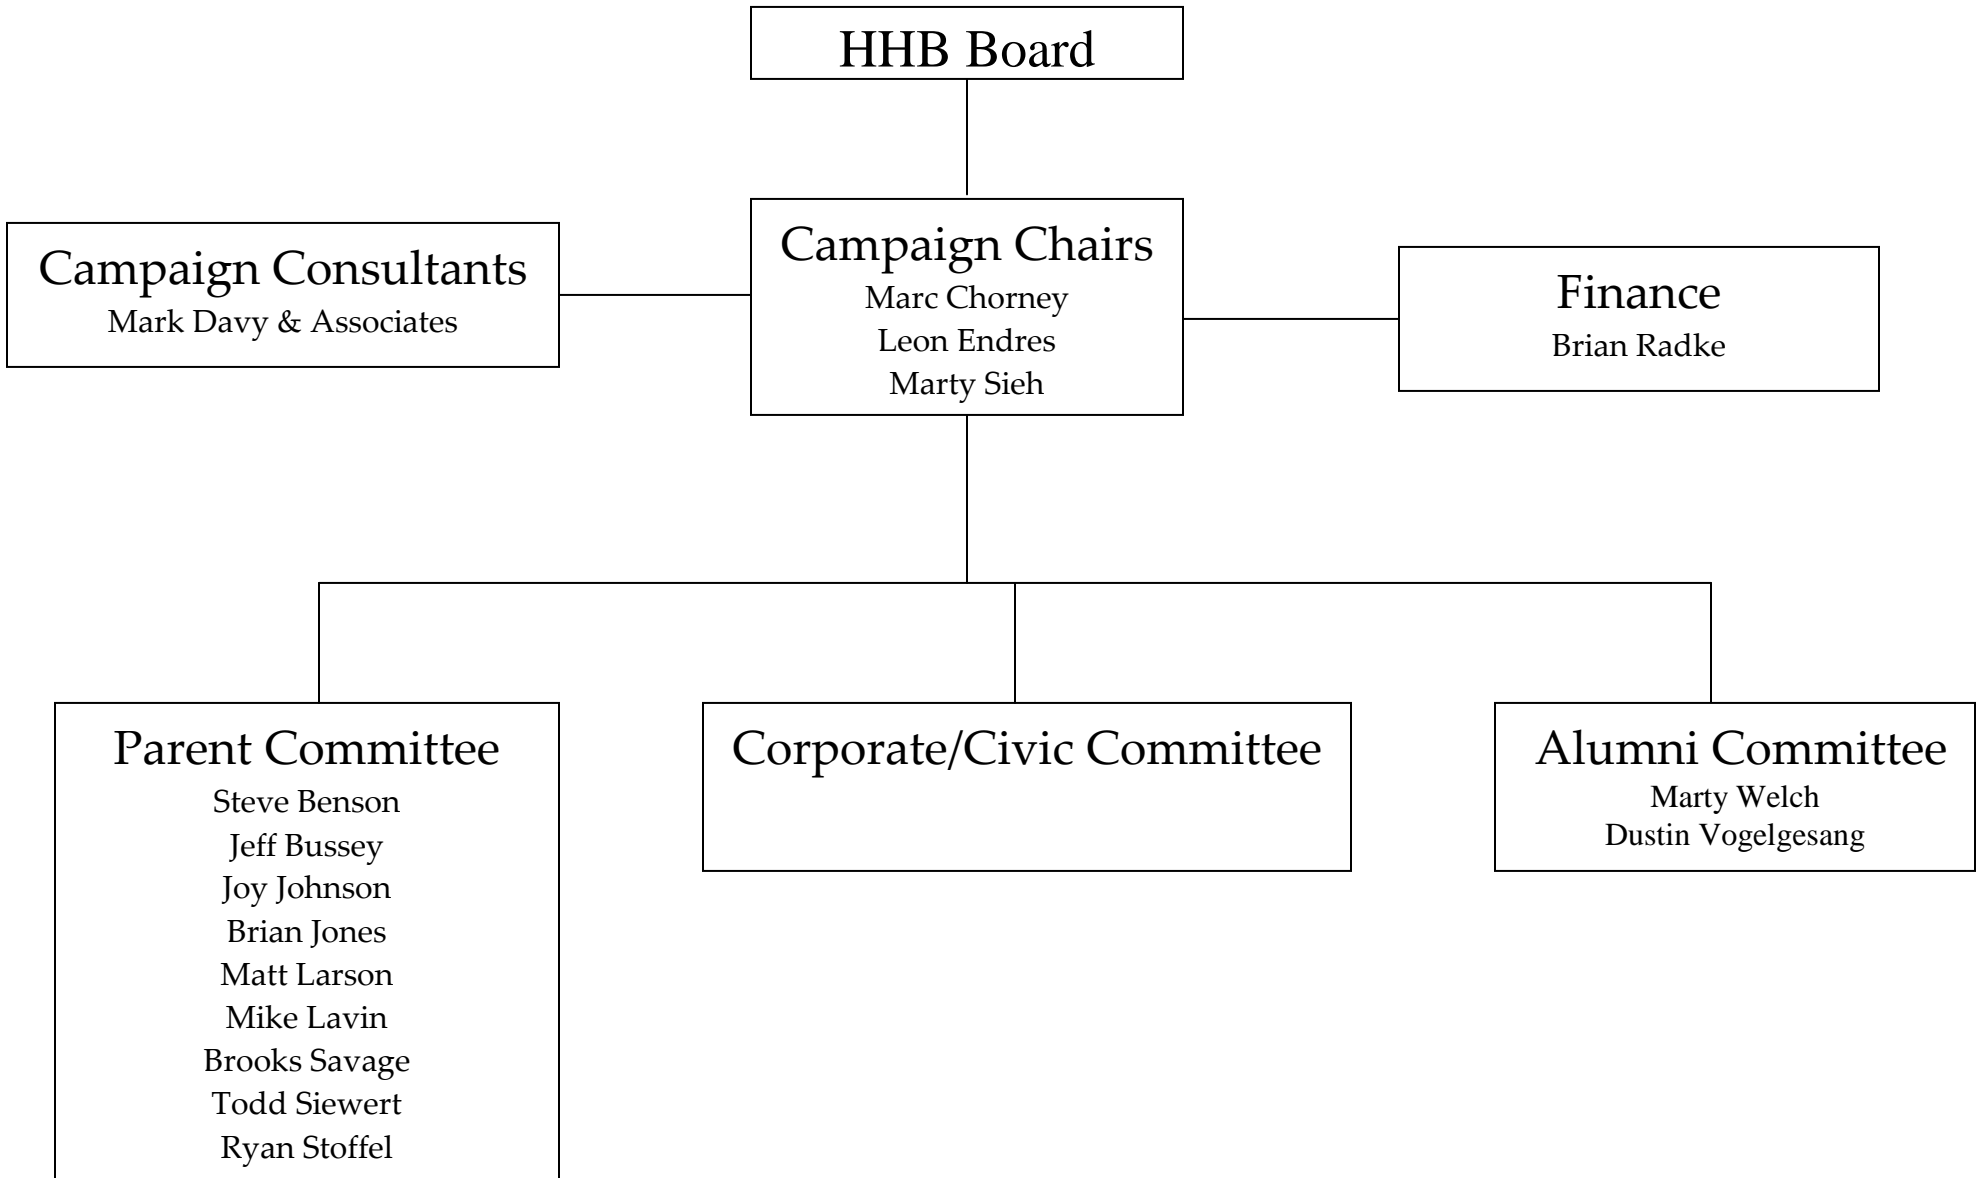 HHB Board
Campaign Chairs
Marc Chorney
Leon Endres
Marty Sieh
Campaign Consultants
Mark Davy & Associates
Finance
Brian Radke
Parent Committee
Steve Benson
Jeff Bussey
Joy Johnson
Brian Jones
Matt Larson
Mike Lavin
Brooks Savage
Todd Siewert
Ryan Stoffel
Corporate/Civic Committee
Alumni Committee
Marty Welch
Dustin Vogelgesang